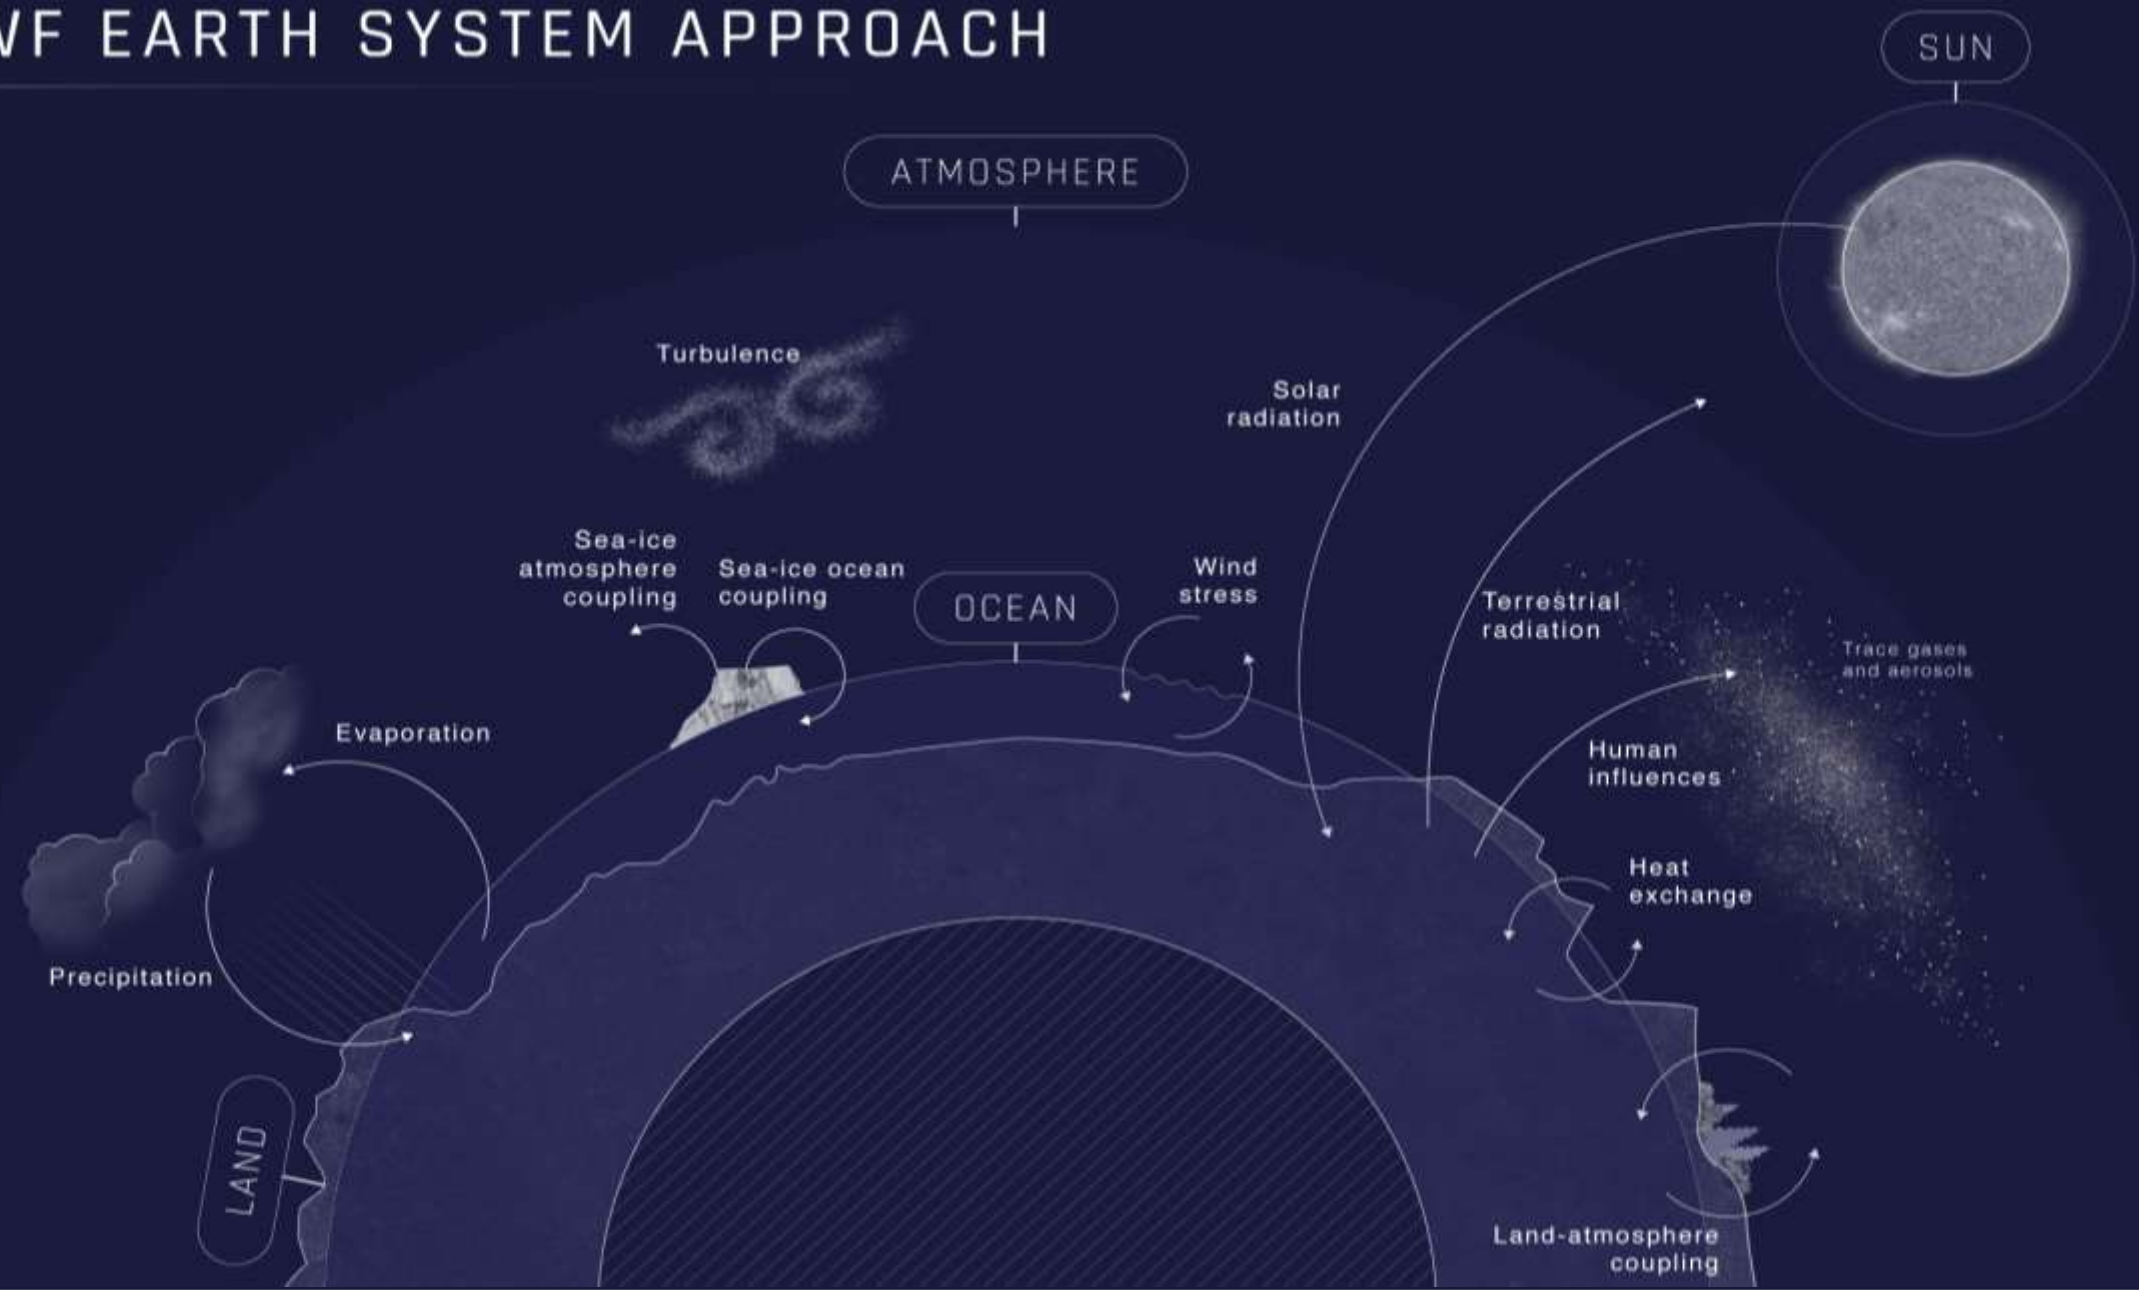 WF EARTH SYSTEM APPROACH
SUN
ATMOSPHERE
Turbulence
Solar
radiation
Sea-ice
atmosphere
coupling
Sea-ice ocean
coupling
OCEAN
Wind
stress
Terrestrial
radiation
Trace gases
and aerosols
Evaporation
Human
influences
Heat
exchange
Precipitation
LAND
Land-atmosphere
coupling